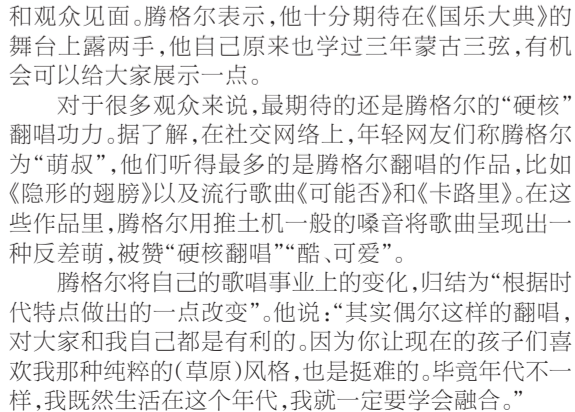 和观众见面。腾格尔表示，他十分期待在《国乐大典》的
舞台上露两手，他自己原来也学过三年蒙古三弦，有机
会可以给大家展示一点。
对于很多观众来说，最期待的还是腾格尔的“硬核”
翻唱功力。据了解，在社交网络上，年轻网友们称腾格尔
为“萌叔”，他们听得最多的是腾格尔翻唱的作品，比如
《隐形的翅膀》以及流行歌曲《可能否》和《卡路里》。在这
些作品里，腾格尔用推土机一般的嗓音将歌曲呈现出一
种反差萌，被赞“硬核翻唱”“酷、可爱”。
腾格尔将自己的歌唱事业上的变化，归结为“根据时
代特点做出的一点改变”。他说：“其实偶尔这样的翻唱，
对大家和我自己都是有利的。因为你让现在的孩子们喜
欢我那种纯粹的（草原）风格，也是挺难的。毕竟年代不一
样，我既然生活在这个年代，我就一定要学会融合。”